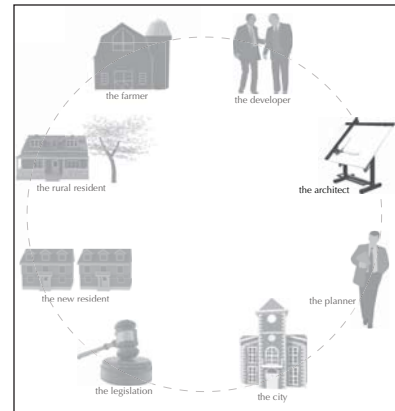 the farmer
the developer
the rural resident
the architect
the new resident
the planner
the legislation
the city